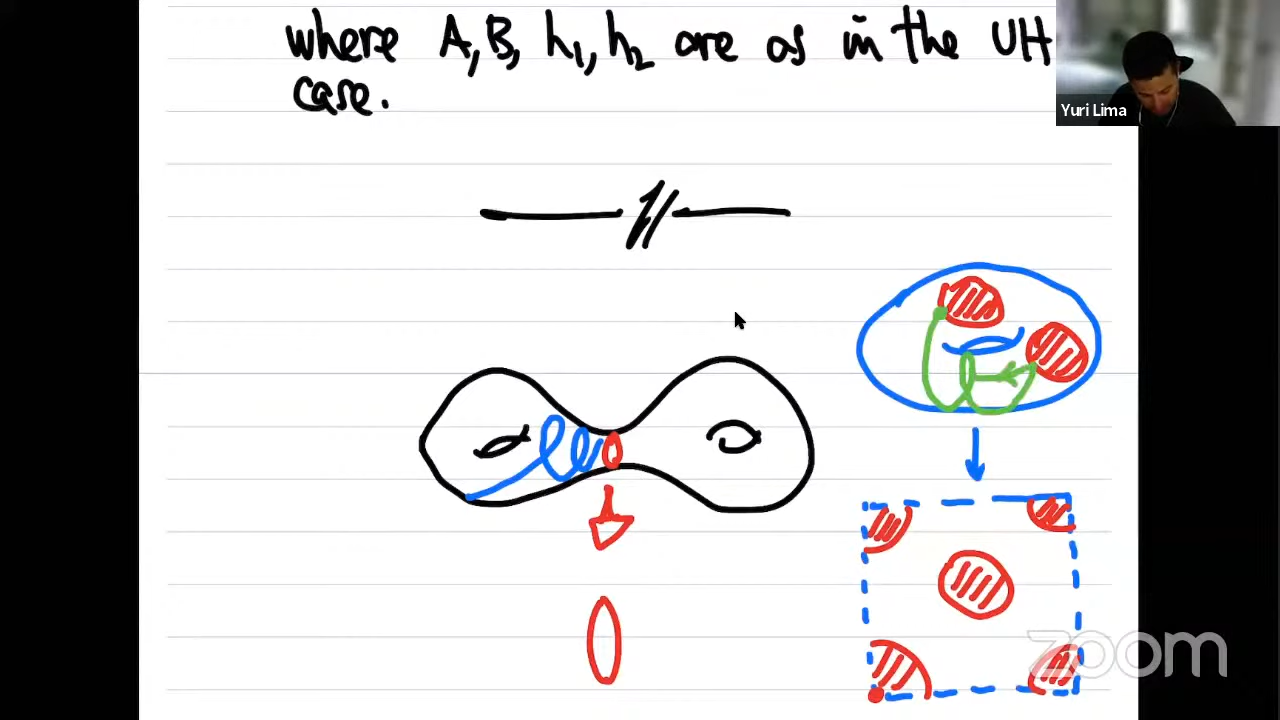 where A, B, h₁, h₂ are as in the UH
case.
Yuri Lima
zoom